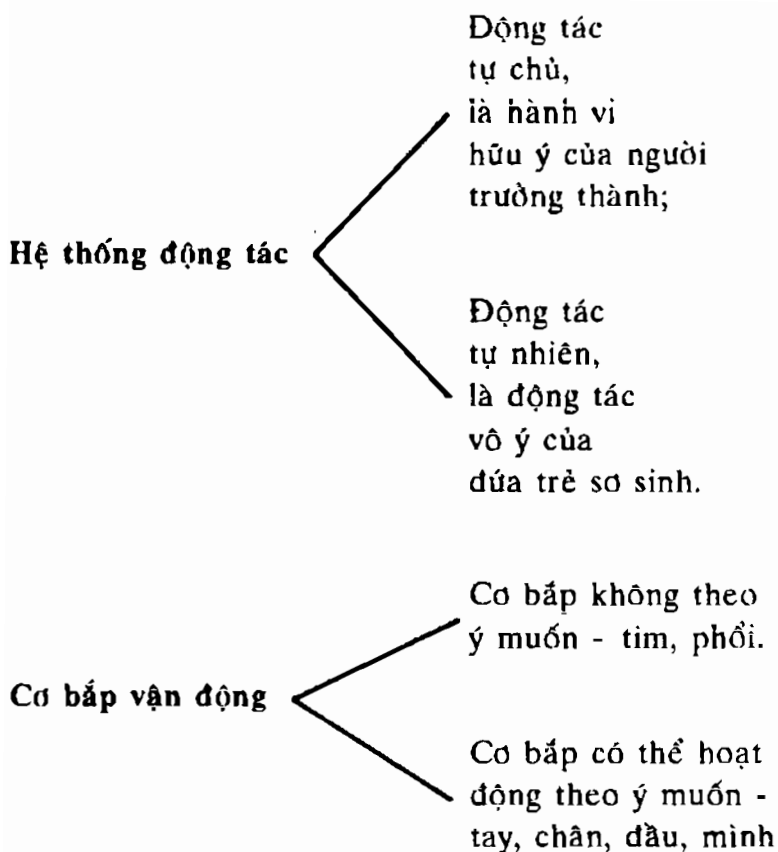 Động tác
tự chủ,
là hành vi
hữu ý của người
trưởng thành;
Hệ thống động tác
Động tác
tự nhiên,
là động tác
vô ý của
đứa trẻ sơ sinh.
Cơ bắp không theo
ý muốn - tim, phổi.
Cơ bắp vận động
Cơ bắp có thể hoạt
động theo ý muốn -
tay, chân, đầu, mình